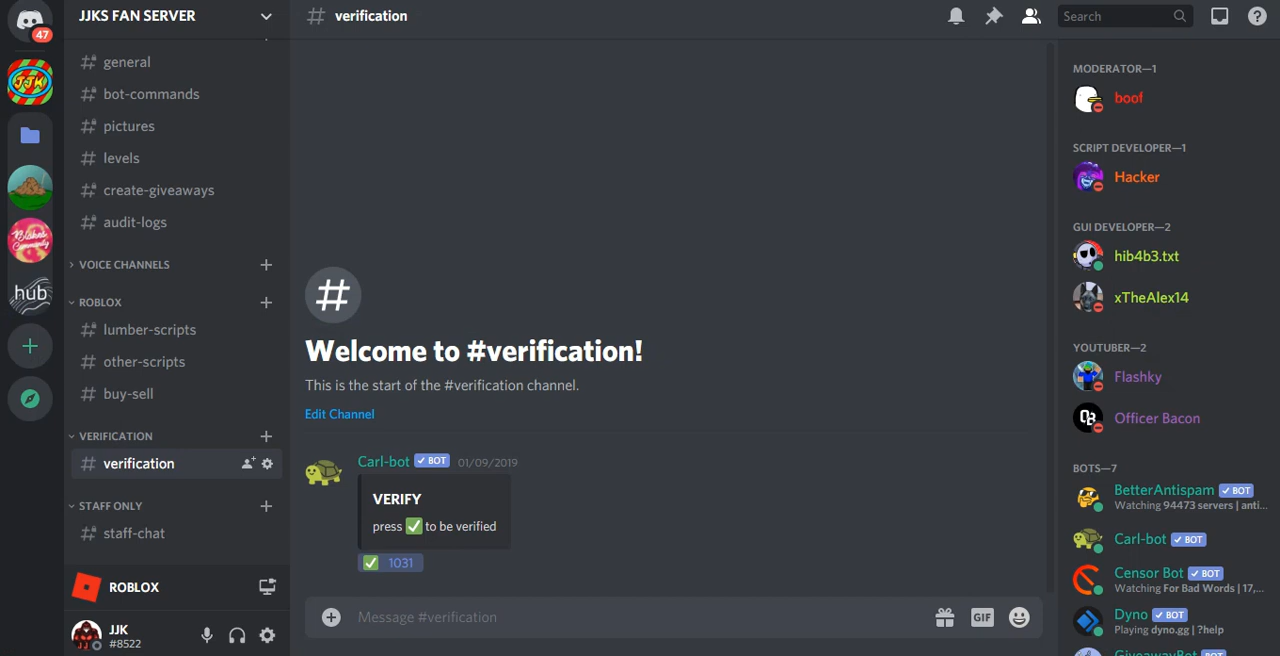 47
JJK
Blakes
Community
hub
JJKS FAN SERVER
general
bot-commands
pictures
levels
create-giveaways
audit-logs
VOICE CHANNELS
ROBLOX
lumber-scripts
other-scripts
buy-sell
VERIFICATION
verification
STAFF ONLY
staff-chat
ROBLOX
JJK
#8522
# verification
Search
#
Welcome to #verification!
This is the start of the #verification channel.
Edit Channel
Carl-bot ✓ BOT 01/09/2019
VERIFY
press ✅ to be verified
✅ 1031
Message #verification
GIF
MODERATOR—1
boof
SCRIPT DEVELOPER—1
Hacker
GUI DEVELOPER—2
hib4b3.txt
xTheAlex14
YOUTUBER—2
Flashky
Officer Bacon
BOTS—7
BetterAntispam ✓ BOT
Watching 94473 servers | anti...
Carl-bot ✓ BOT
Censor Bot ✓ BOT
Watching For Bad Words | 17,...
Dyno ✓ BOT
Playing dyno.gg | ?help
GiveawayBot BOT